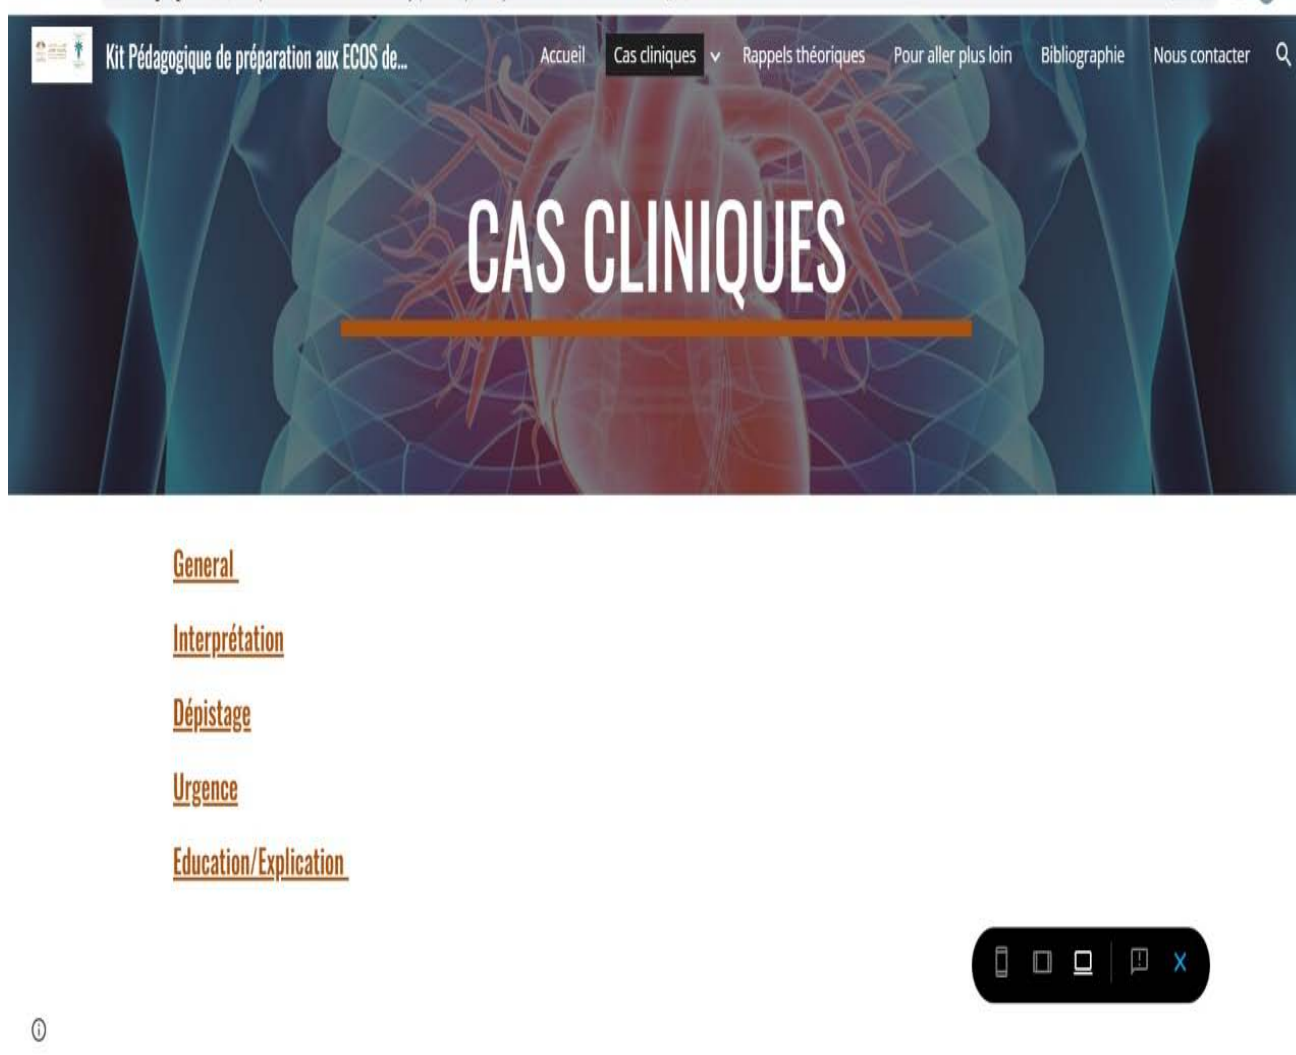 Kit Pédagogique de préparation aux ECOS de...
Accueil
Cas cliniques
Rappels théoriques
Pour aller plus loin
Bibliographie
Nous contacter
CAS CLINIQUES
General
Interprétation
Dépistage
Urgence
Education/Explication